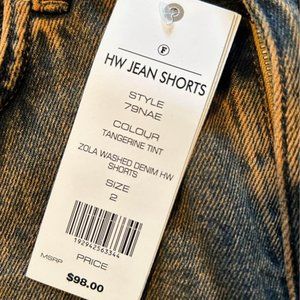 F
HW JEAN SHORTS
STYLE
79NAE
COLOUR
TANGERINE TINT
ZOLA WASHED DENIM HW
SHORTS
SIZE
2
192942563344
MSRP PRICE
$98.00